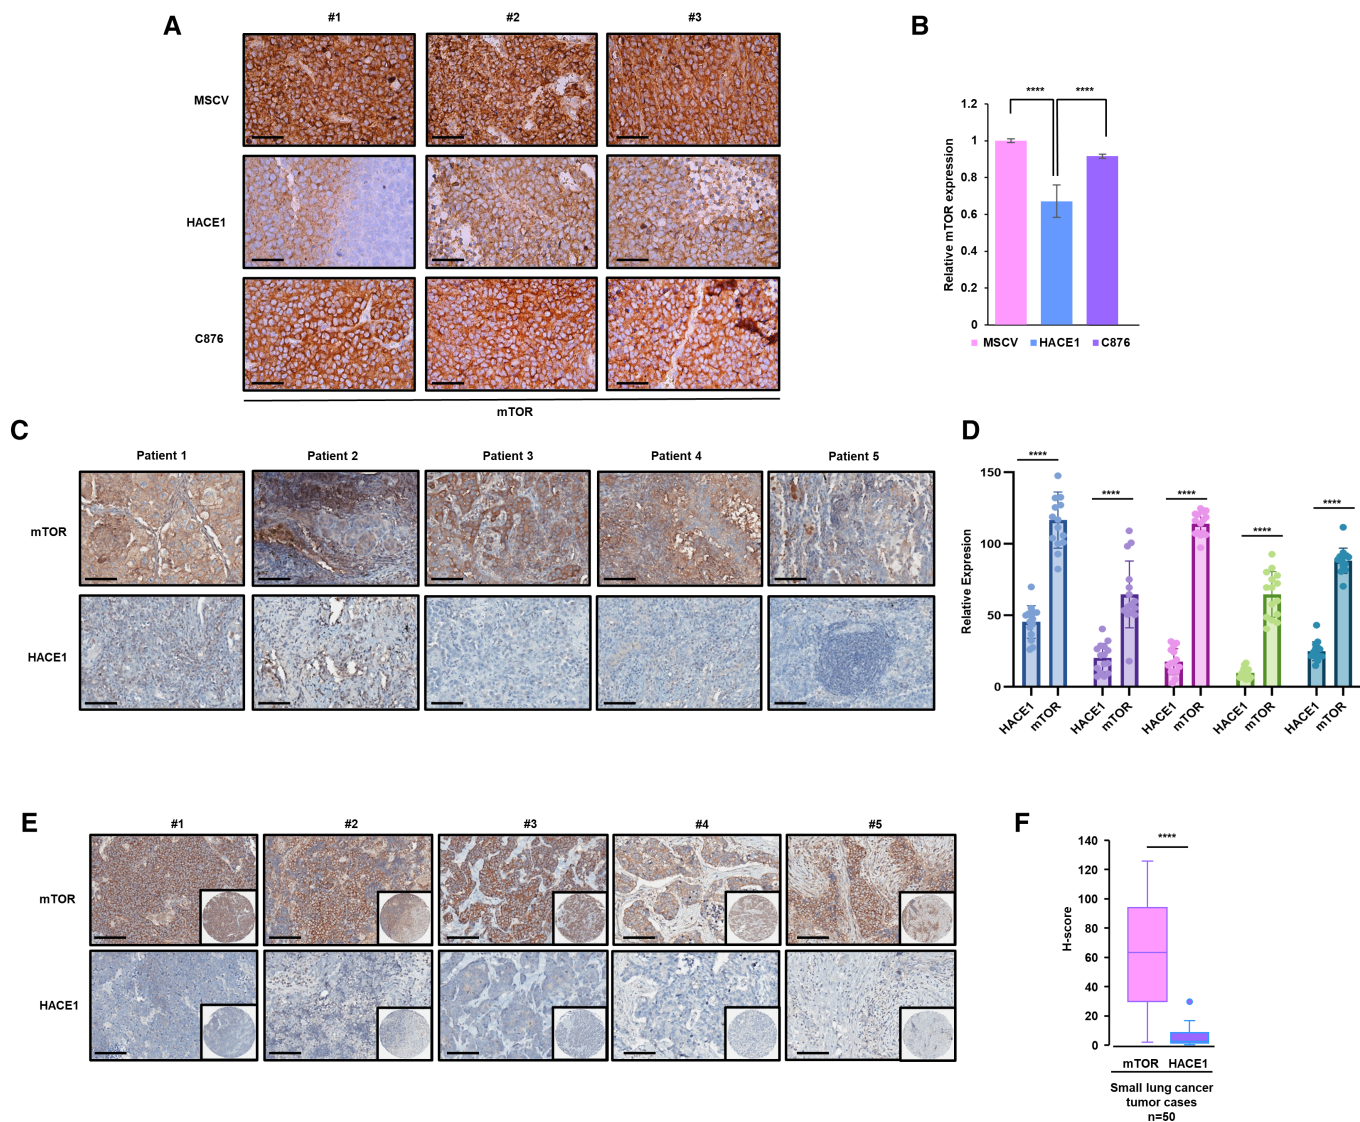 A
#1
#2
#3
MSCV
HACE1
C876
mTOR
B
****
****
1.2
1
0.8
0.6
0.4
0.2
0
Relative mTOR expression
MSCV
HACE1
C876
C
Patient 1
Patient 2
Patient 3
Patient 4
Patient 5
mTOR
HACE1
D
****
****
****
****
****
150
100
50
0
Relative Expresion
HACE1
mTOR
HACE1
mTOR
HACE1
mTOR
HACE1
mTOR
HACE1
mTOR
E
#1
#2
#3
#4
#5
mTOR
HACE1
F
****
140
120
100
80
60
40
20
0
H-score
mTOR
HACE1
Small lung cancer
tumor cases
n=50